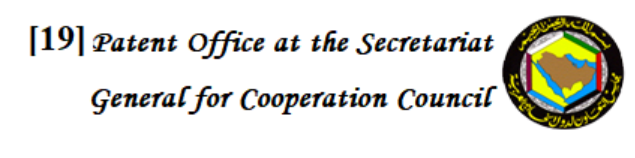 [19] Patent Office at the Secretariat
General for Cooperation Council